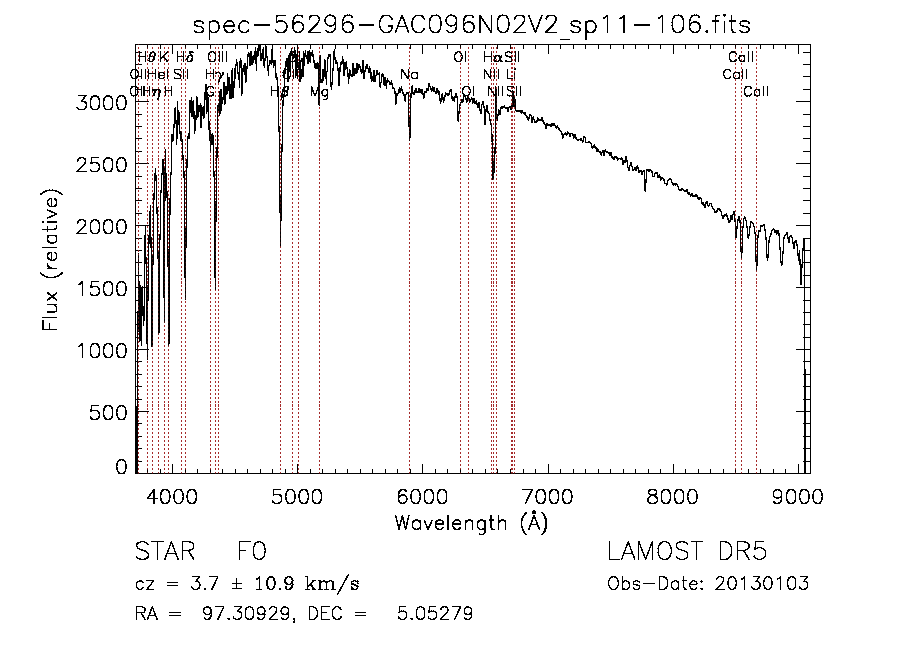 spec-56296-GAC096N02V2_sp11-106.fits
Hθ K Hδ OIII OI Hα SII CaII
OII HeI SII Hγ Na NII Li CaII
Hη H G Hβ Mg OI NII SII CaII
3000
2500
2000
1500
1000
500
0
Flux (relative)
4000 5000 6000 7000 8000 9000
Wavelength (Å)
STAR F0 LAMOST DR5
cz = 3.7 ± 10.9 km/s Obs-Date: 20130103
RA = 97.30929, DEC = 5.05279